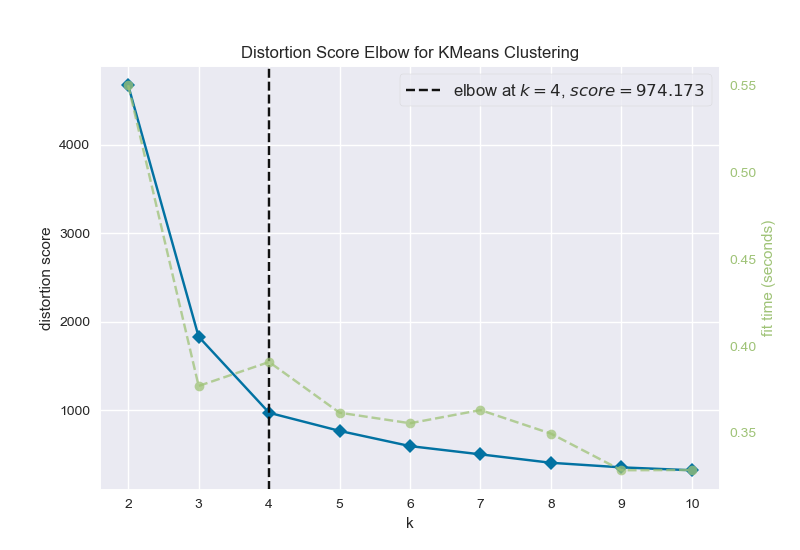 Distortion Score Elbow for KMeans Clustering
elbow at k = 4, score = 974.173
distortion score
4000
3000
2000
1000
0.55
0.50
0.45
0.40
0.35
fit time (seconds)
2 3 4 5 6 7 8 9 10
k